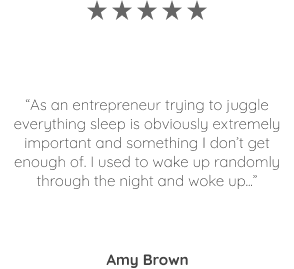 “As an entrepreneur trying to juggle
everything sleep is obviously extremely
important and something I don't get
enough of. I used to wake up randomly
through the night and woke up...”
Amy Brown